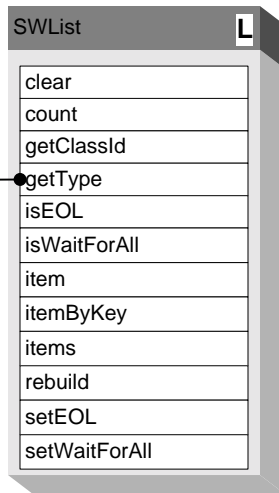 SWList L
clear
count
getClassId
getType
isEOL
isWaitForAll
item
itemByKey
items
rebuild
setEOL
setWaitForAll